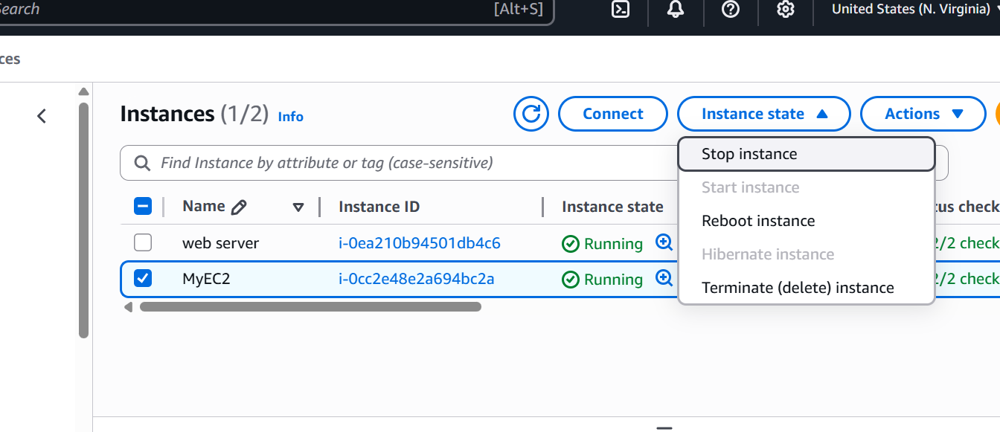 Search [Alt+S] United States (N. Virginia)
ces
Instances (1/2) Info Connect Instance state Actions
Find Instance by attribute or tag (case-sensitive)
Stop instance
Start instance
Reboot instance
Hibernate instance
Terminate (delete) instance
Name Instance ID Instance state tus check
web server i-0ea210b94501db4c6 Running 2/2 check
MyEC2 i-0cc2e48e2a694bc2a Running 2/2 check